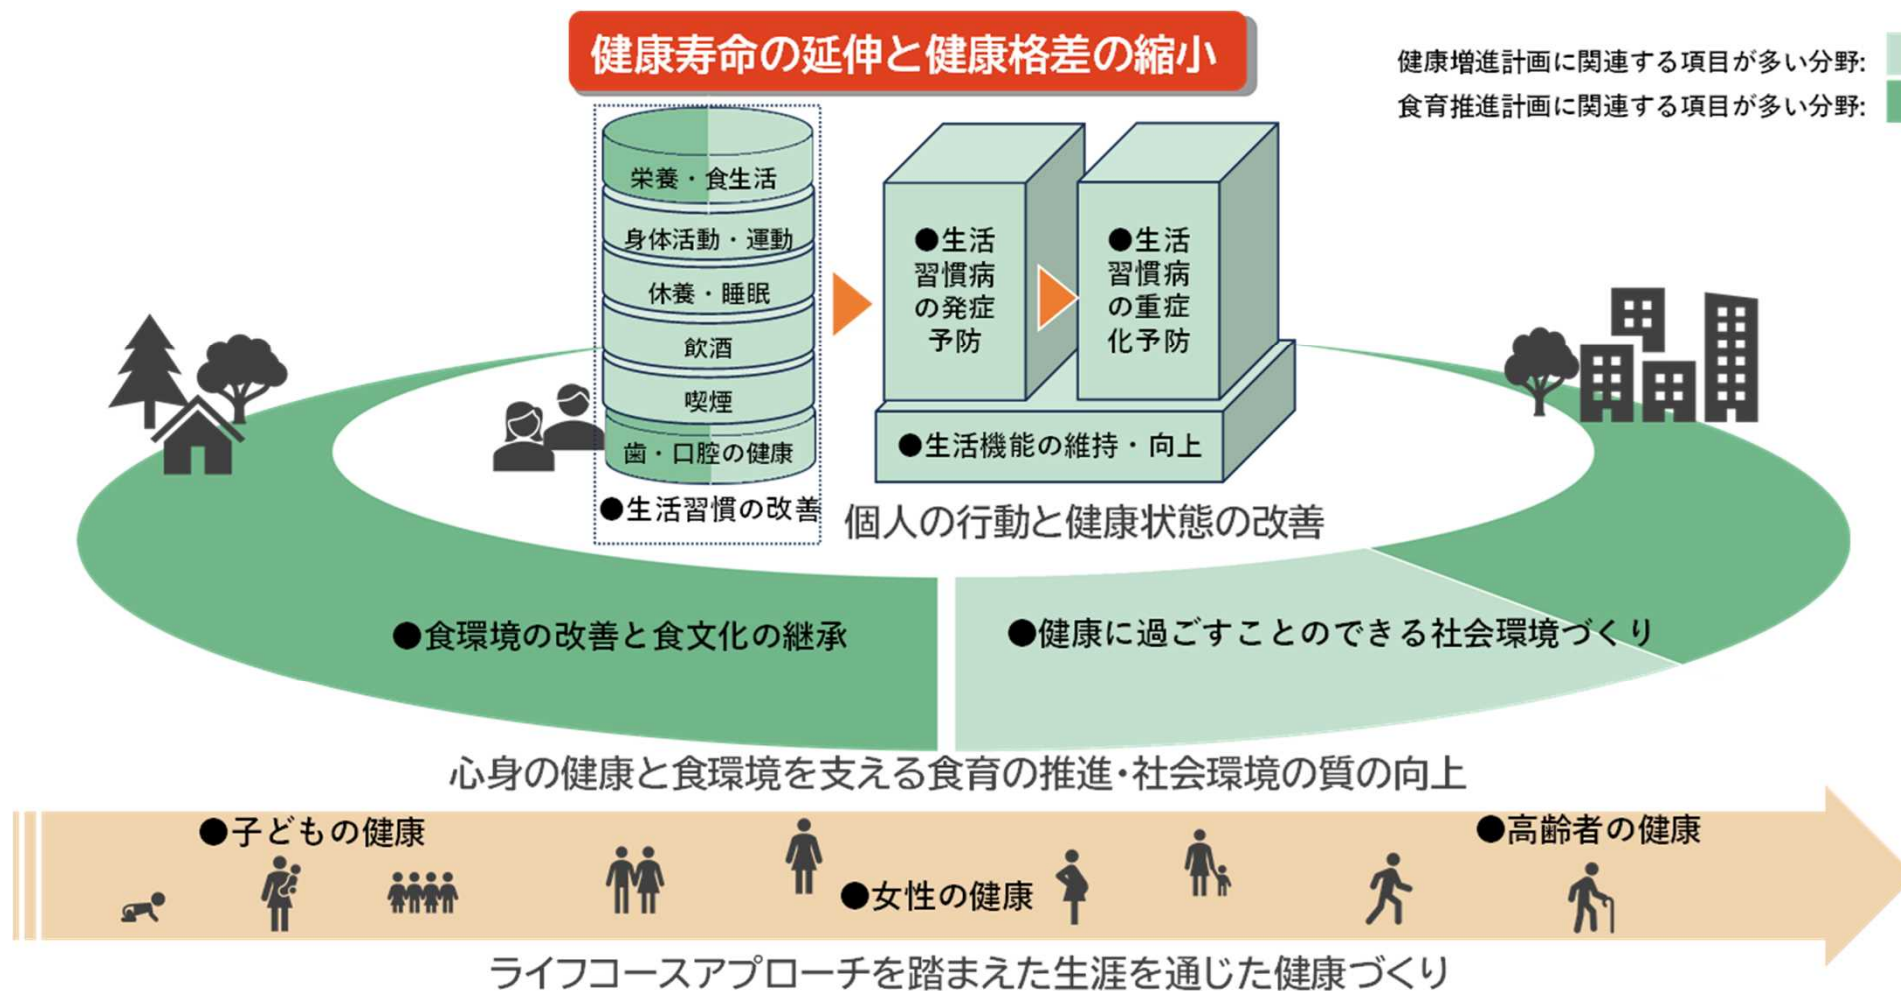 健康寿命の延伸と健康格差の縮小
健康増進計画に関連する項目が多い分野:
食育推進計画に関連する項目が多い分野:
栄養・食生活
身体活動・運動
休養・睡眠
飲酒
喫煙
歯・口腔の健康
●生活習慣の改善
●生活
習慣病
の発症
予防
●生活
習慣病
の重症
化予防
●生活機能の維持・向上
個人の行動と健康状態の改善
●食環境の改善と食文化の継承
●健康に過ごすことのできる社会環境づくり
心身の健康と食環境を支える食育の推進・社会環境の質の向上
●子どもの健康
●女性の健康
●高齢者の健康
ライフコースアプローチを踏まえた生涯を通じた健康づくり